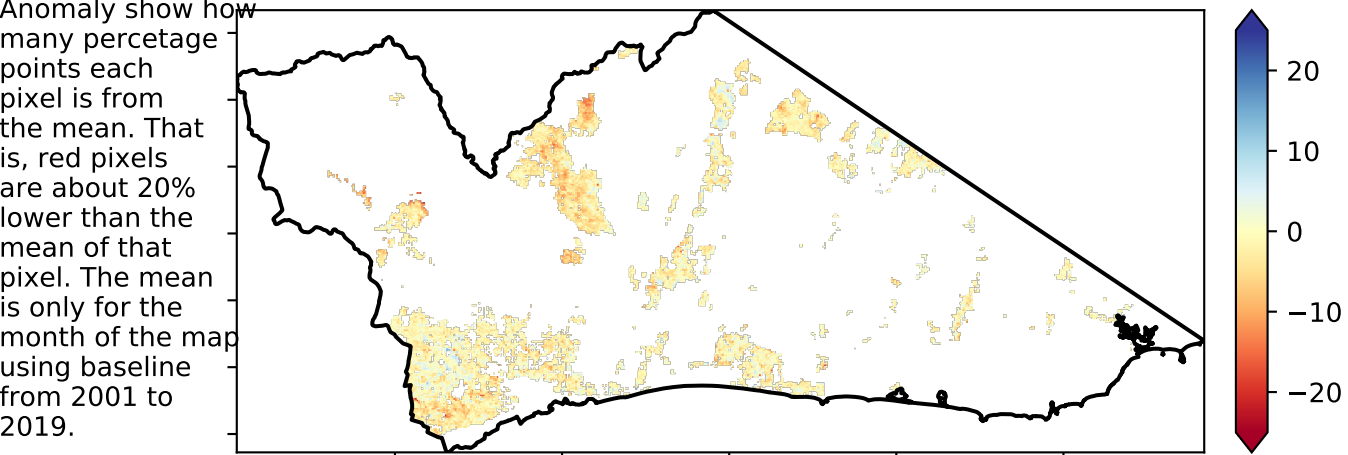 Anomaly show how
many percetage
points each
pixel is from
the mean. That
is, red pixels
are about 20%
lower than the
mean of that
pixel. The mean
is only for the
month of the map
using baseline
from 2001 to
2019.
20
10
0
−10
−20